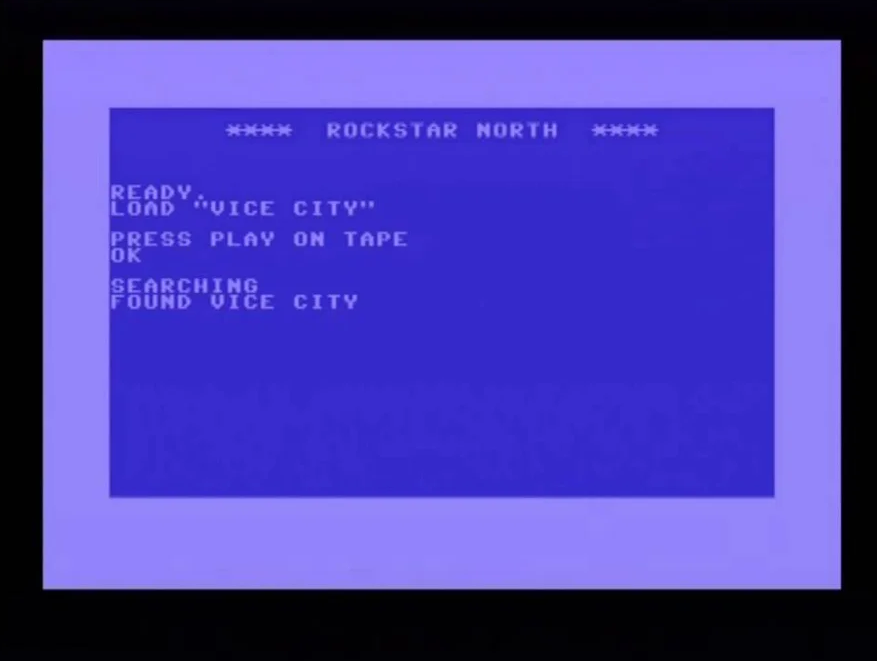 **** ROCKSTAR NORTH ****
READY.
LOAD "VICE CITY"
PRESS PLAY ON TAPE
OK
SEARCHING
FOUND VICE CITY